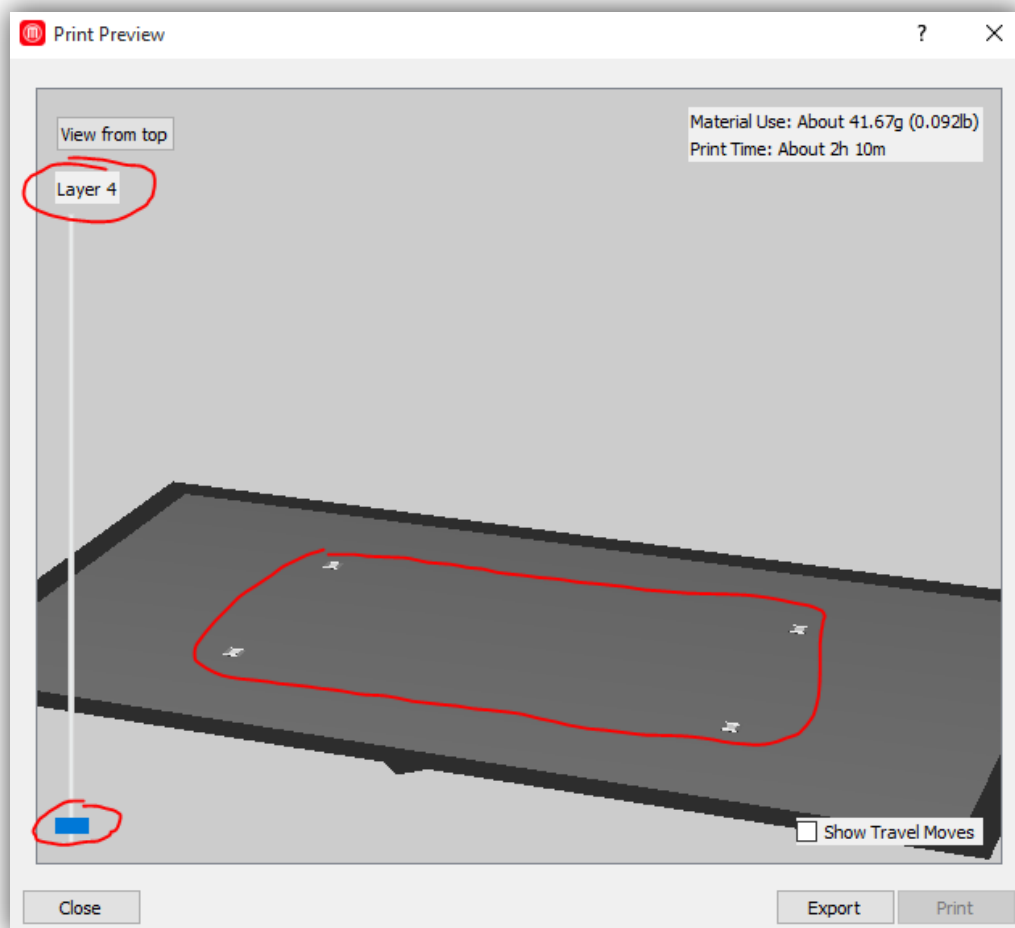 Print Preview
?
View from top
Material Use: About 41.67g (0.092lb)
Print Time: About 2h 10m
Layer 4
Show Travel Moves
Close
Export
Print